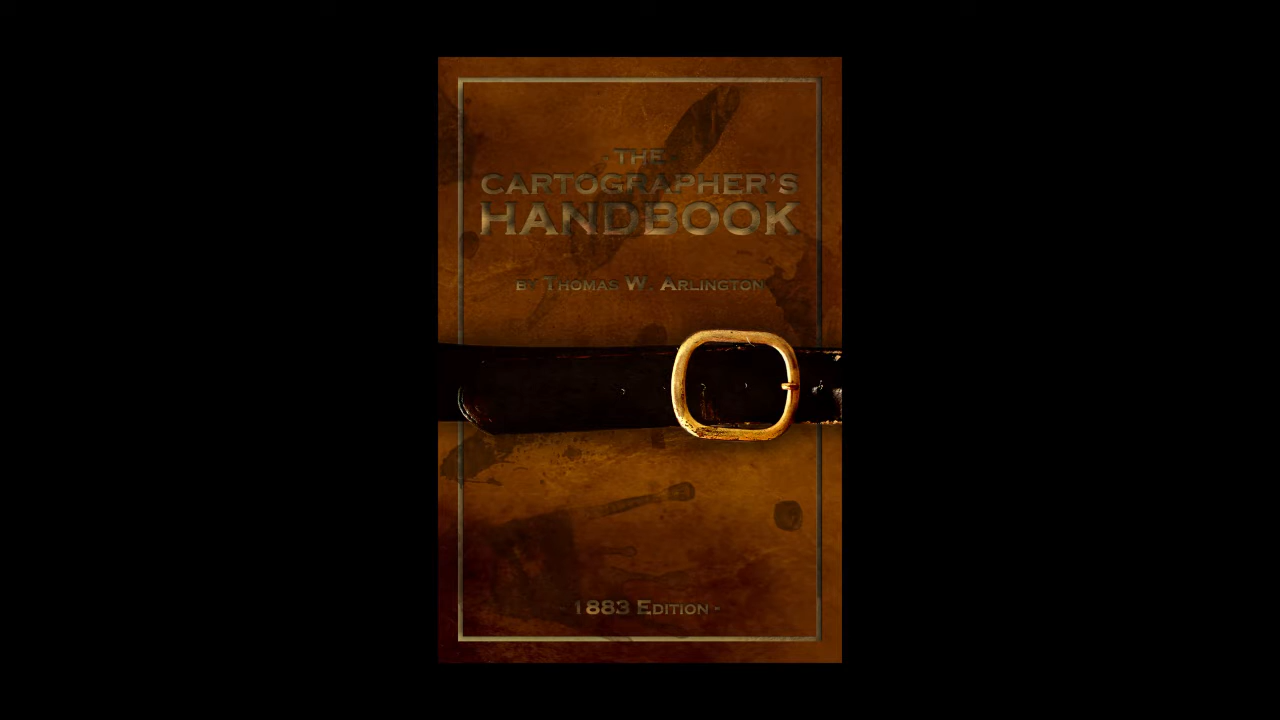 - THE -
CARTOGRAPHER'S
HANDBOOK
BY THOMAS W. ARLINGTON
- 1883 EDITION -